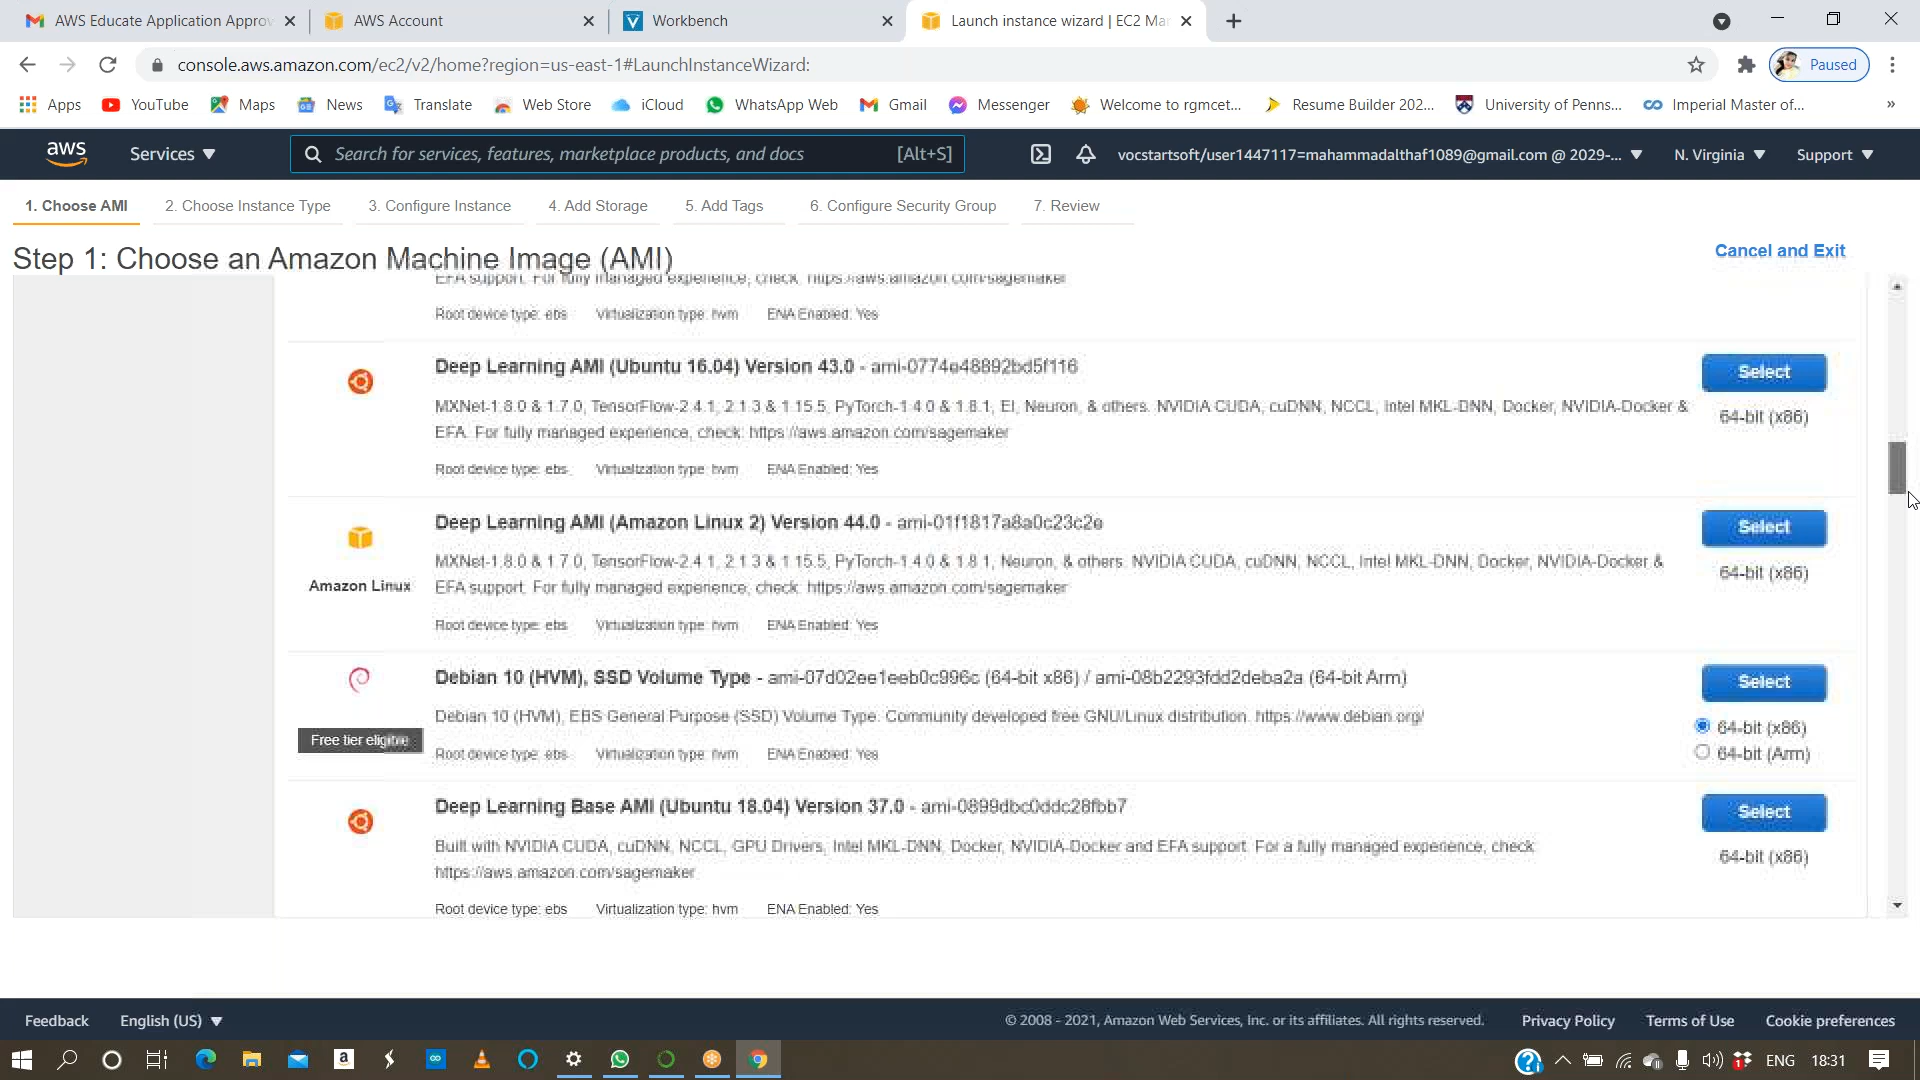 AWS Educate Application Approv
AWS Account
Workbench
Launch instance wizard | EC2 Ma
console.aws.amazon.com/ec2/v2/home?region=us-east-1#LaunchInstanceWizard:
Paused
Apps
YouTube
Maps
News
Translate
Web Store
iCloud
WhatsApp Web
Gmail
Messenger
Welcome to rgmcet...
Resume Builder 202...
University of Penns...
Imperial Master of...
»
aws
Services
Search for services, features, marketplace products, and docs
[Alt+S]
vocstartsoft/user1447117=mahammadalthaf1089@gmail.com @ 2029-...
N. Virginia
Support
1. Choose AMI
2. Choose Instance Type
3. Configure Instance
4. Add Storage
5. Add Tags
6. Configure Security Group
7. Review
Step 1: Choose an Amazon Machine Image (AMI)
Cancel and Exit
EFA support. For fully managed experience, check: https://aws.amazon.com/sagemaker
Root device type: ebs Virtualization type: hvm ENA Enabled: Yes
Deep Learning AMI (Ubuntu 16.04) Version 43.0 - ami-0774e48892bd5f116
Select
MXNet-1.8.0 & 1.7.0, TensorFlow-2.4.1, 2.1.3 & 1.15.5, PyTorch-1.4.0 & 1.8.1, EI, Neuron, & others. NVIDIA CUDA, cuDNN, NCCL, Intel MKL-DNN, Docker, NVIDIA-Docker &
64-bit (x86)
EFA. For fully managed experience, check: https://aws.amazon.com/sagemaker
Root device type: ebs Virtualization type: hvm ENA Enabled: Yes
Deep Learning AMI (Amazon Linux 2) Version 44.0 - ami-01f1817a8a0c23c2e
Select
MXNet-1.8.0 & 1.7.0, TensorFlow-2.4.1, 2.1.3 & 1.15.5, PyTorch-1.4.0 & 1.8.1, Neuron, & others. NVIDIA CUDA, cuDNN, NCCL, Intel MKL-DNN, Docker, NVIDIA-Docker &
64-bit (x86)
Amazon Linux
EFA support. For fully managed experience, check: https://aws.amazon.com/sagemaker
Root device type: ebs Virtualization type: hvm ENA Enabled: Yes
Debian 10 (HVM), SSD Volume Type - ami-07d02ee1eeb0c996c (64-bit x86) / ami-08b2293fdd2deba2a (64-bit Arm)
Select
Debian 10 (HVM), EBS General Purpose (SSD) Volume Type. Community developed free GNU/Linux distribution. https://www.debian.org/
64-bit (x86)
Free tier eligible
Root device type: ebs Virtualization type: hvm ENA Enabled: Yes
64-bit (Arm)
Deep Learning Base AMI (Ubuntu 18.04) Version 37.0 - ami-0899dbc0ddc28fbb7
Select
Built with NVIDIA CUDA, cuDNN, NCCL, GPU Drivers, Intel MKL-DNN, Docker, NVIDIA-Docker and EFA support. For a fully managed experience, check:
64-bit (x86)
https://aws.amazon.com/sagemaker
Root device type: ebs Virtualization type: hvm ENA Enabled: Yes
Feedback
English (US)
© 2008 - 2021, Amazon Web Services, Inc. or its affiliates. All rights reserved.
Privacy Policy
Terms of Use
Cookie preferences
ENG
18:31